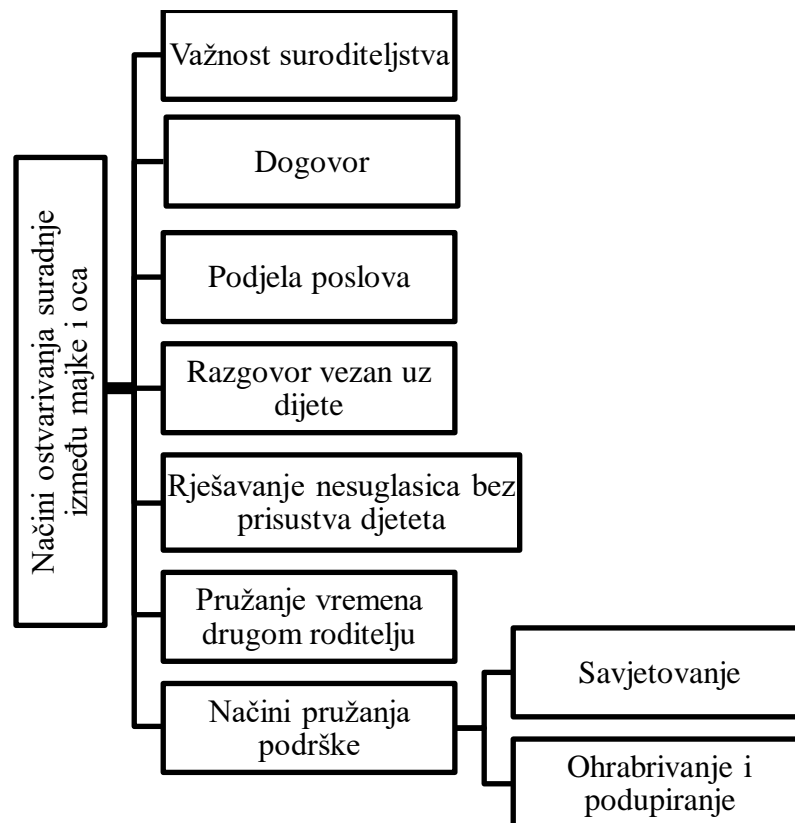 Načini ostvarivanja suradnje
između majke i oca
Važnost suroditeljstva
Dogovor
Podjela poslova
Razgovor vezan uz
dijete
Rješavanje nesuglasica bez
prisustva djeteta
Pružanje vremena
drugom roditelju
Načini pružanja
podrške
Savjetovanje
Ohrabrivanje i
podupiranje